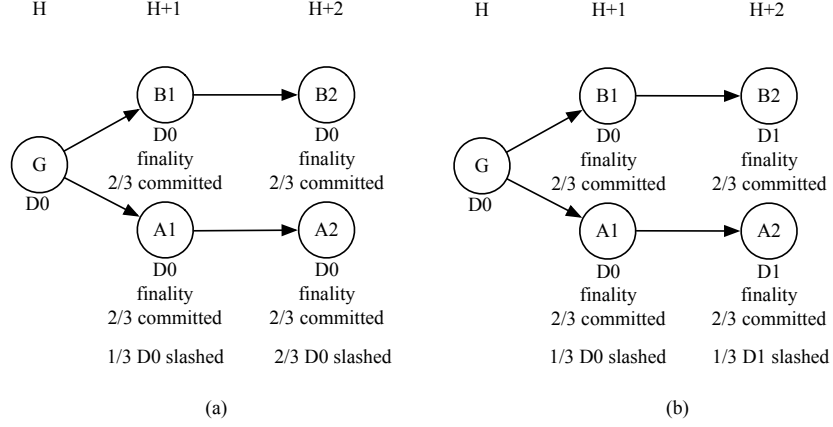 H H+1 H+2
B1 B2
D0 D0
finality finality
2/3 committed 2/3 committed
G
D0
A1 A2
D0 D0
finality finality
2/3 committed 2/3 committed
1/3 D0 slashed 2/3 D0 slashed
(a)
H H+1 H+2
B1 B2
D0 D1
finality finality
2/3 committed 2/3 committed
G
D0
A1 A2
D0 D1
finality finality
2/3 committed 2/3 committed
1/3 D0 slashed 1/3 D1 slashed
(b)